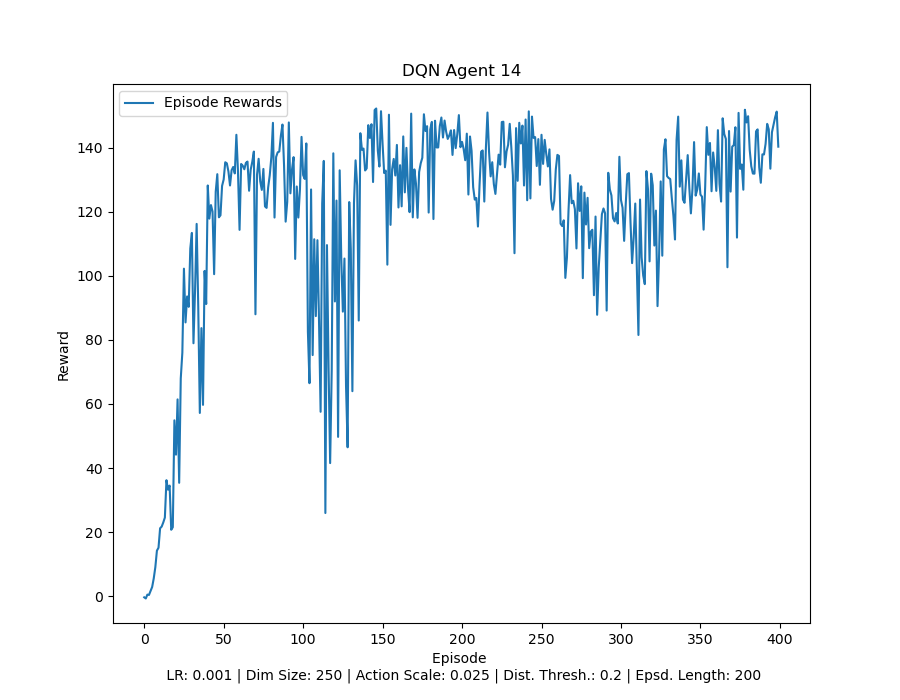 DQN Agent 14
Episode Rewards
140
120
100
80
60
40
20
0
Reward
0 50 100 150 200 250 300 350 400
Episode
LR: 0.001 | Dim Size: 250 | Action Scale: 0.025 | Dist. Thresh.: 0.2 | Epsd. Length: 200